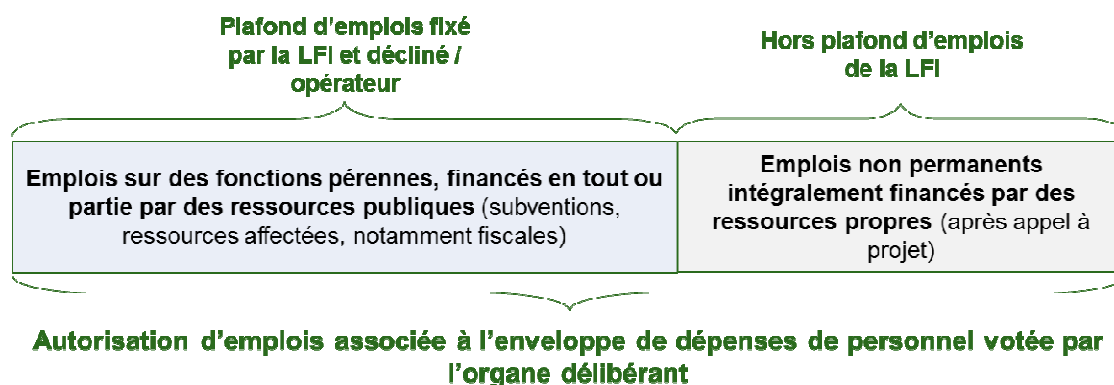 Plafond d'emplois fixé
par la LFI et décliné /
opérateur
Hors plafond d'emplois
de la LFI
Emplois sur des fonctions pérennes, financés en tout ou
partie par des ressources publiques (subventions,
ressources affectées, notamment fiscales)
Emplois non permanents
intégralement financés par des
ressources propres (après appel à
projet)
Autorisation d'emplois associée à l'enveloppe de dépenses de personnel votée par
l'organe délibérant